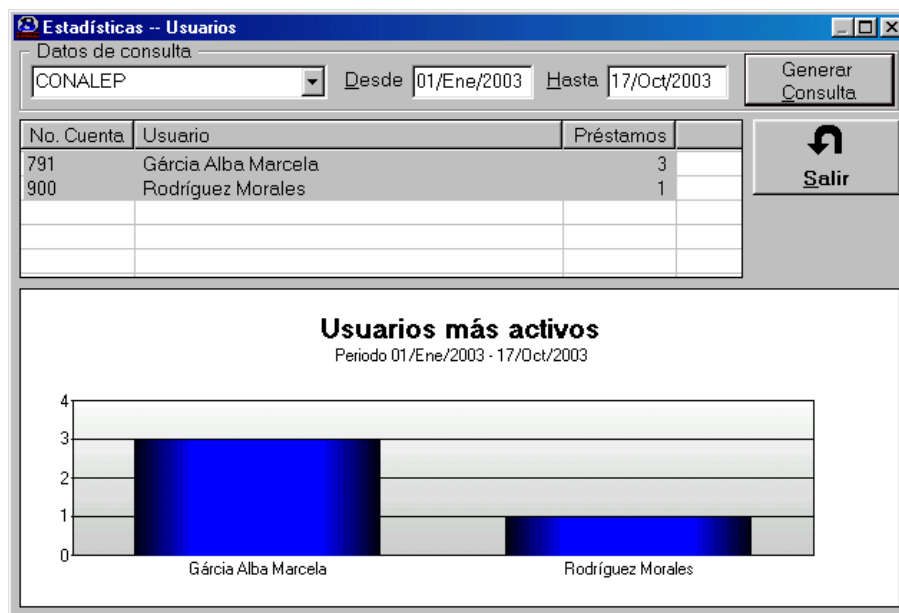 Estadísticas -- Usuarios
Datos de consulta
CONALEP Desde 01/Ene/2003 Hasta 17/Oct/2003 Generar Consulta
No. Cuenta Usuario Préstamos
791 Gárcia Alba Marcela 3
900 Rodríguez Morales 1
Salir
Usuarios más activos
Periodo 01/Ene/2003 - 17/Oct/2003
4
3
2
1
0
Gárcia Alba Marcela Rodríguez Morales